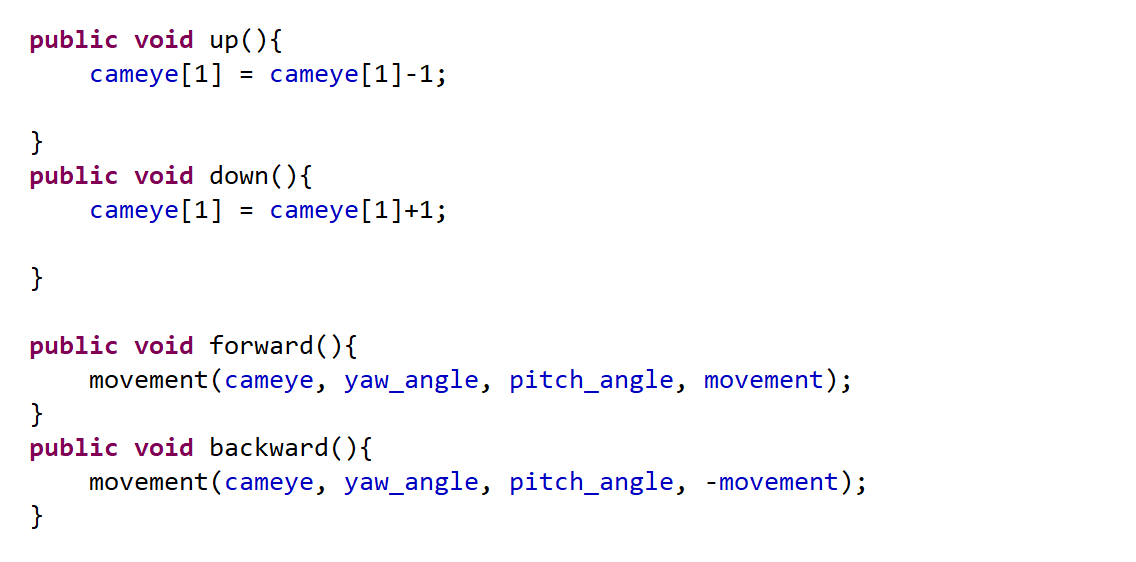 public void up(){
    cameye[1] = cameye[1]-1;

}
public void down(){
    cameye[1] = cameye[1]+1;

}

public void forward(){
    movement(cameye, yaw_angle, pitch_angle, movement);
}
public void backward(){
    movement(cameye, yaw_angle, pitch_angle, -movement);
}